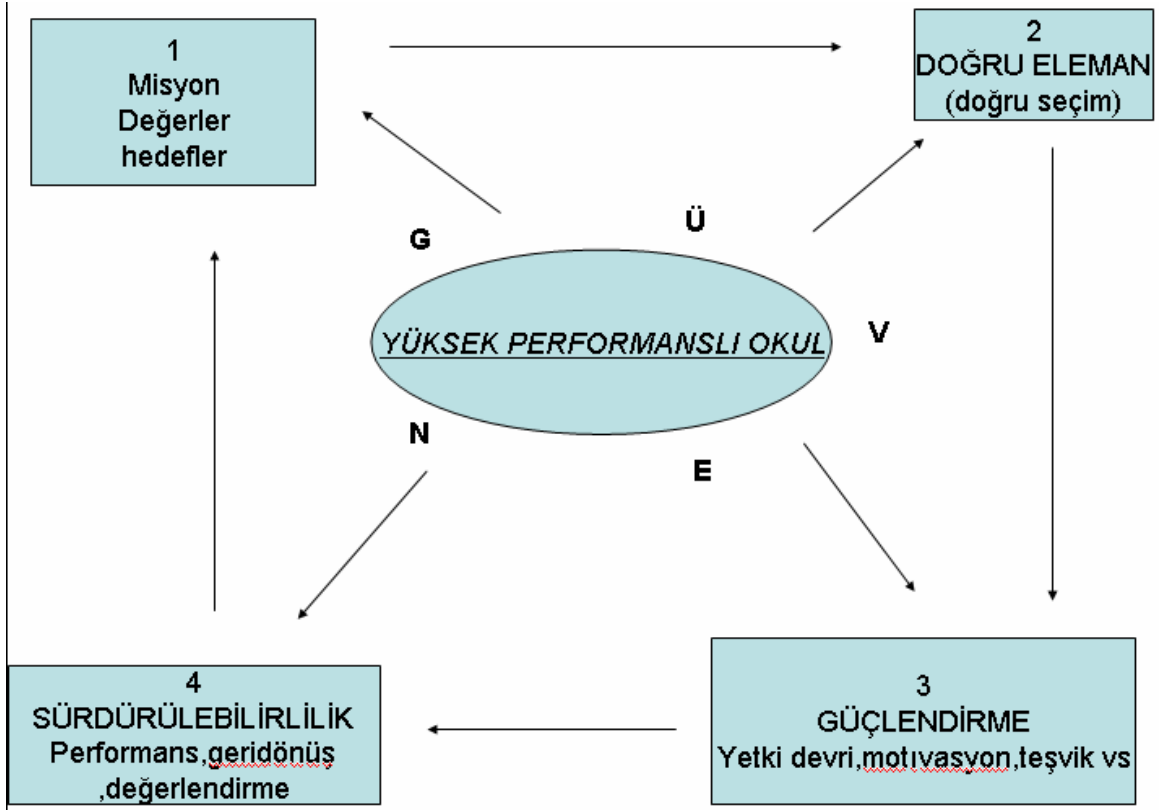 1
Misyon
Değerler
hedefler
2
DOĞRU ELEMAN
(doğru seçim)
G
Ü
V
E
N
YÜKSEK PERFORMANSLI OKUL
4
SÜRDÜRÜLEBİLİRLİLİK
Performans,geridönüş
,değerlendirme
3
GÜÇLENDİRME
Yetki devri,motıvasyon,teşvik vs